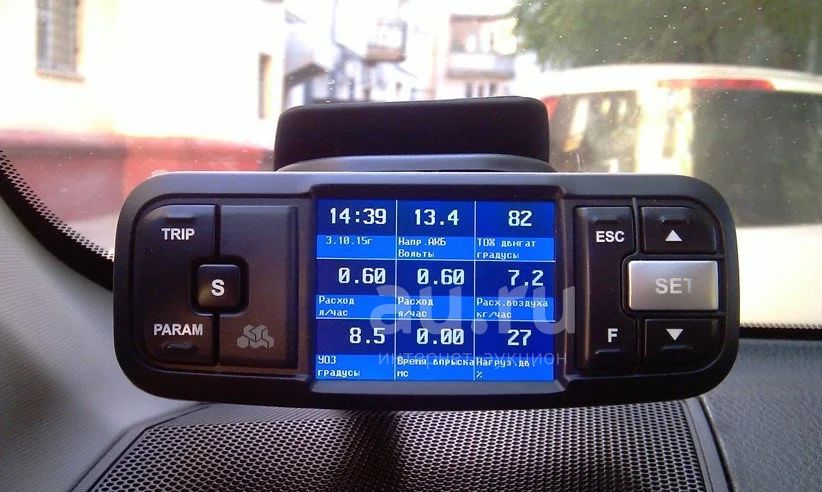 TRIP
S
PARAM
14:39 13.4 82
3.10.15г Напр.АКБ Вольты ТОЖ двигат градусы
0.60 0.60 7.2
Расход л/час Расход л/час Расх.воздуха кг/час
8.5 0.00 27
УОЗ градусы Время впрыска мс Нагруз.дв. %
ESC
▲
SET
F
▼
au.ru
интернет-аукцион